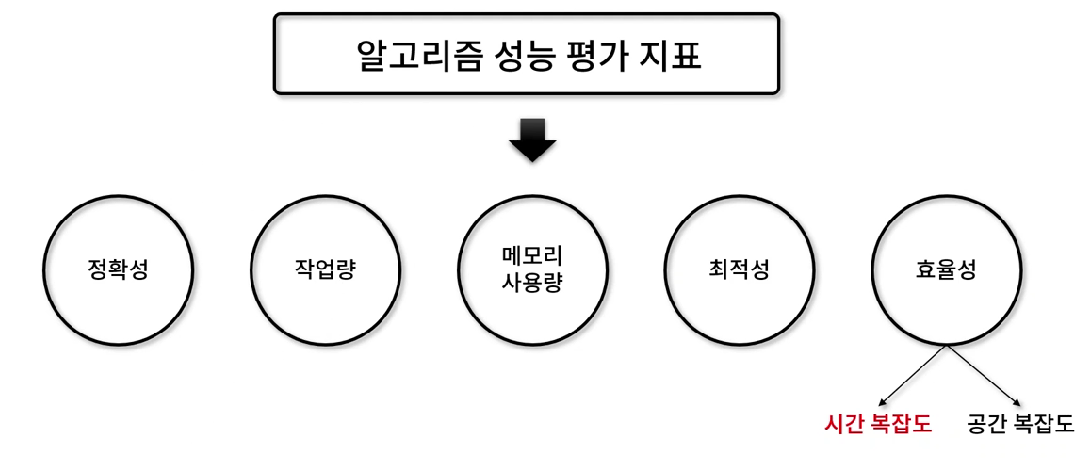 알고리즘 성능 평가 지표
정확성
작업량
메모리
사용량
최적성
효율성
시간 복잡도
공간 복잡도